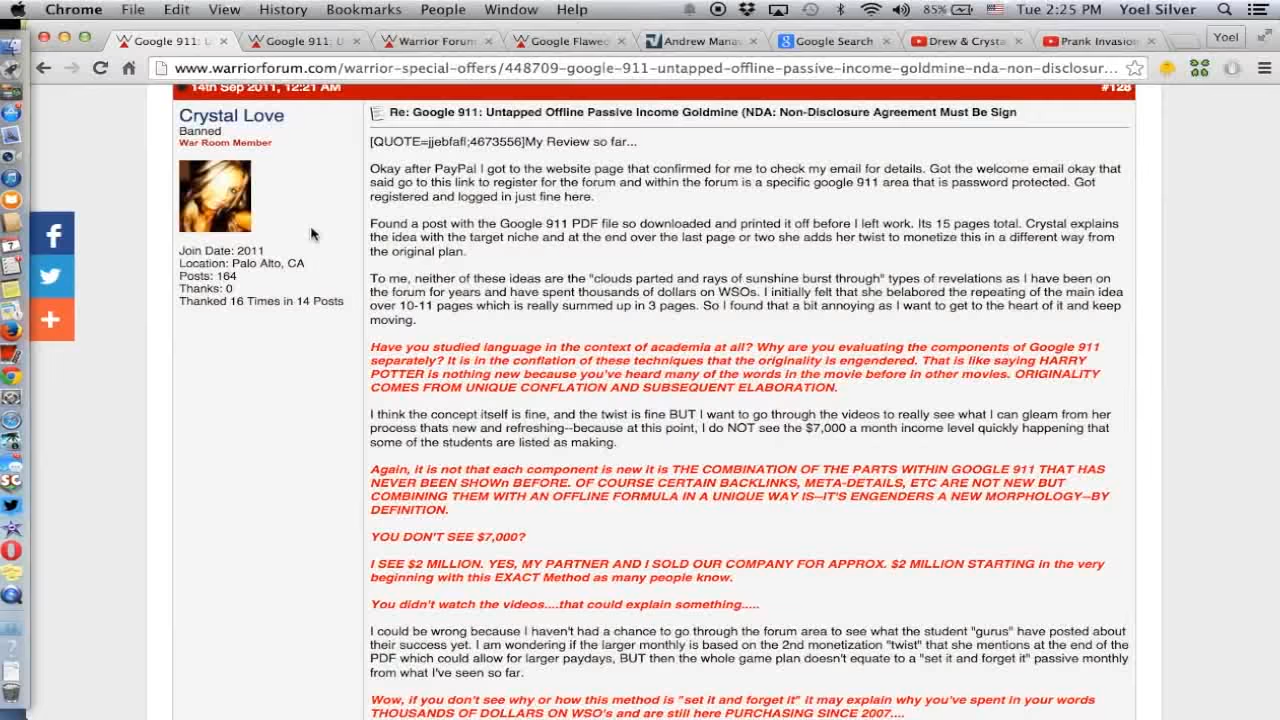 Chrome File Edit View History Bookmarks People Window Help 85% Tue 2:25 PM Yoel Silver
Google 911: L Google 911: U Warrior Forum Google Flawe Andrew Mana Google Search Drew & Crysta Prank Invasion Yoel
www.warriorforum.com/warrior-special-offers/448709-google-911-untapped-offline-passive-income-goldmine-nda-non-disclosur...
14th Sep 2011, 12:21 AM #128
Crystal Love
Banned
War Room Member
Join Date: 2011
Location: Palo Alto, CA
Posts: 164
Thanks: 0
Thanked 16 Times in 14 Posts
Re: Google 911: Untapped Offline Passive Income Goldmine (NDA: Non-Disclosure Agreement Must Be Sign
[QUOTE=jjebfafl;4673556]My Review so far...
Okay after PayPal I got to the website page that confirmed for me to check my email for details. Got the welcome email okay that
said go to this link to register for the forum and within the forum is a specific google 911 area that is password protected. Got
registered and logged in just fine here.
Found a post with the Google 911 PDF file so downloaded and printed it off before I left work. Its 15 pages total. Crystal explains
the idea with the target niche and at the end over the last page or two she adds her twist to monetize this in a different way from
the original plan.
To me, neither of these ideas are the "clouds parted and rays of sunshine burst through" types of revelations as I have been on
the forum for years and have spent thousands of dollars on WSOs. I initially felt that she belabored the repeating of the main idea
over 10-11 pages which is really summed up in 3 pages. So I found that a bit annoying as I want to get to the heart of it and keep
moving.
Have you studied language in the context of academia at all? Why are you evaluating the components of Google 911
separately? It is in the conflation of these techniques that the originality is engendered. That is like saying HARRY
POTTER is nothing new because you've heard many of the words in the movie before in other movies. ORIGINALITY
COMES FROM UNIQUE CONFLATION AND SUBSEQUENT ELABORATION.
I think the concept itself is fine, and the twist is fine BUT I want to go through the videos to really see what I can gleam from her
process thats new and refreshing--because at this point, I do NOT see the $7,000 a month income level quickly happening that
some of the students are listed as making.
Again, it is not that each component is new it is THE COMBINATION OF THE PARTS WITHIN GOOGLE 911 THAT HAS
NEVER BEEN SHOWn BEFORE. OF COURSE CERTAIN BACKLINKS, META-DETAILS, ETC ARE NOT NEW BUT
COMBINING THEM WITH AN OFFLINE FORMULA IN A UNIQUE WAY IS--IT'S ENGENDERS A NEW MORPHOLOGY--BY
DEFINITION.
YOU DON'T SEE $7,000?
I SEE $2 MILLION. YES, MY PARTNER AND I SOLD OUR COMPANY FOR APPROX. $2 MILLION STARTING in the very
beginning with this EXACT Method as many people know.
You didn't watch the videos....that could explain something.....
I could be wrong because I haven't had a chance to go through the forum area to see what the student "gurus" have posted about
their success yet. I am wondering if the larger monthly is based on the 2nd monetization "twist" that she mentions at the end of the
PDF which could allow for larger paydays, BUT then the whole game plan doesn't equate to a "set it and forget it" passive monthly
from what I've seen so far.
Wow, if you don't see why or how this method is "set it and forget it" it may explain why you've spent in your words
THOUSANDS OF DOLLARS ON WSO's and are still here PURCHASING SINCE 2007....